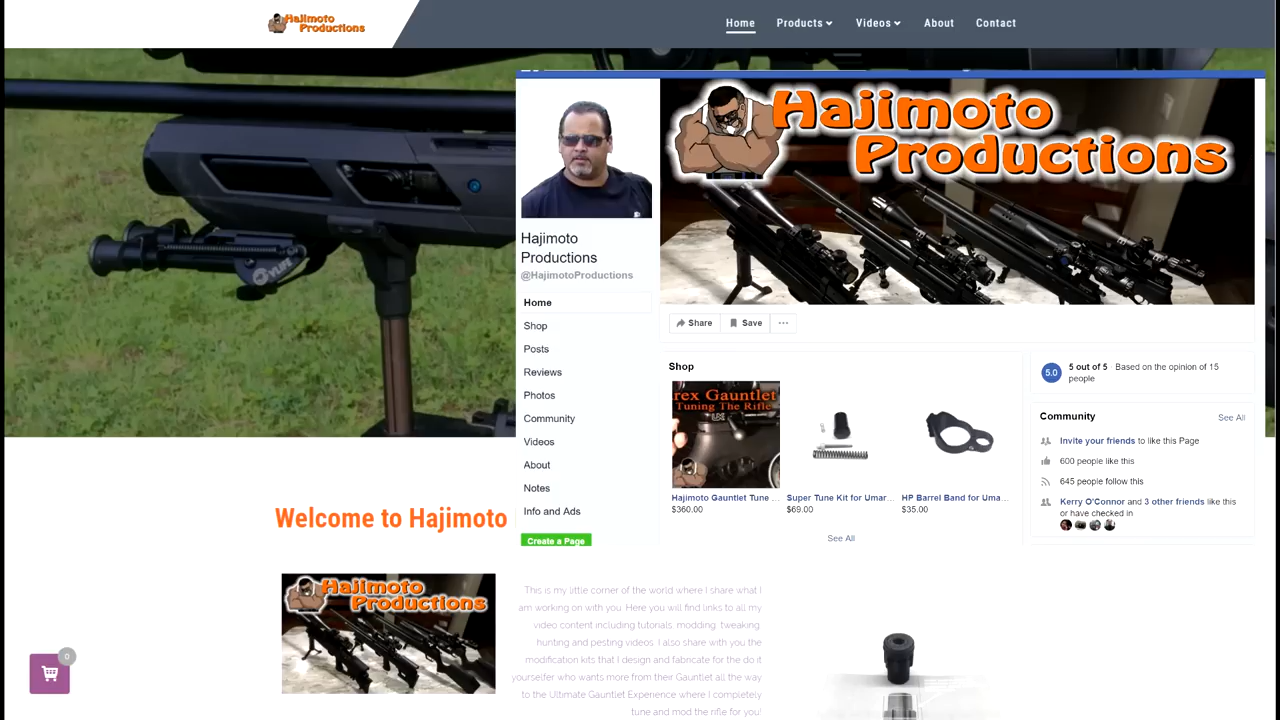 Hajimoto
Productions
Home
Products
Videos
About
Contact
Hajimoto
Productions
Hajimoto
Productions
@HajimotoProductions
Home
Shop
Posts
Reviews
Photos
Community
Videos
About
Notes
Info and Ads
Create a Page
Share
Save
...
Shop
rex Gauntlet
Tuning The Rifle
Hajimoto Gauntlet Tune ...
$360.00
Super Tune Kit for Umar...
$69.00
HP Barrel Band for Uma...
$35.00
See All
5.0
5 out of 5 Based on the opinion of 15
people
Community
See All
Invite your friends to like this Page
600 people like this
645 people follow this
Kerry O'Connor and 3 other friends like this
or have checked in
CVLIFE
Welcome to Hajimoto
Hajimoto
Productions
This is my little corner of the world where I share what I
am working on with you. Here you will find links to all my
video content including tutorials, modding, tweaking,
hunting and pesting videos. I also share with you the
modification kits that I design and fabricate for the do it
yourselfer who wants more from their Gauntlet all the way
to the Ultimate Gauntlet Experience where I completely
tune and mod the rifle for you!
0